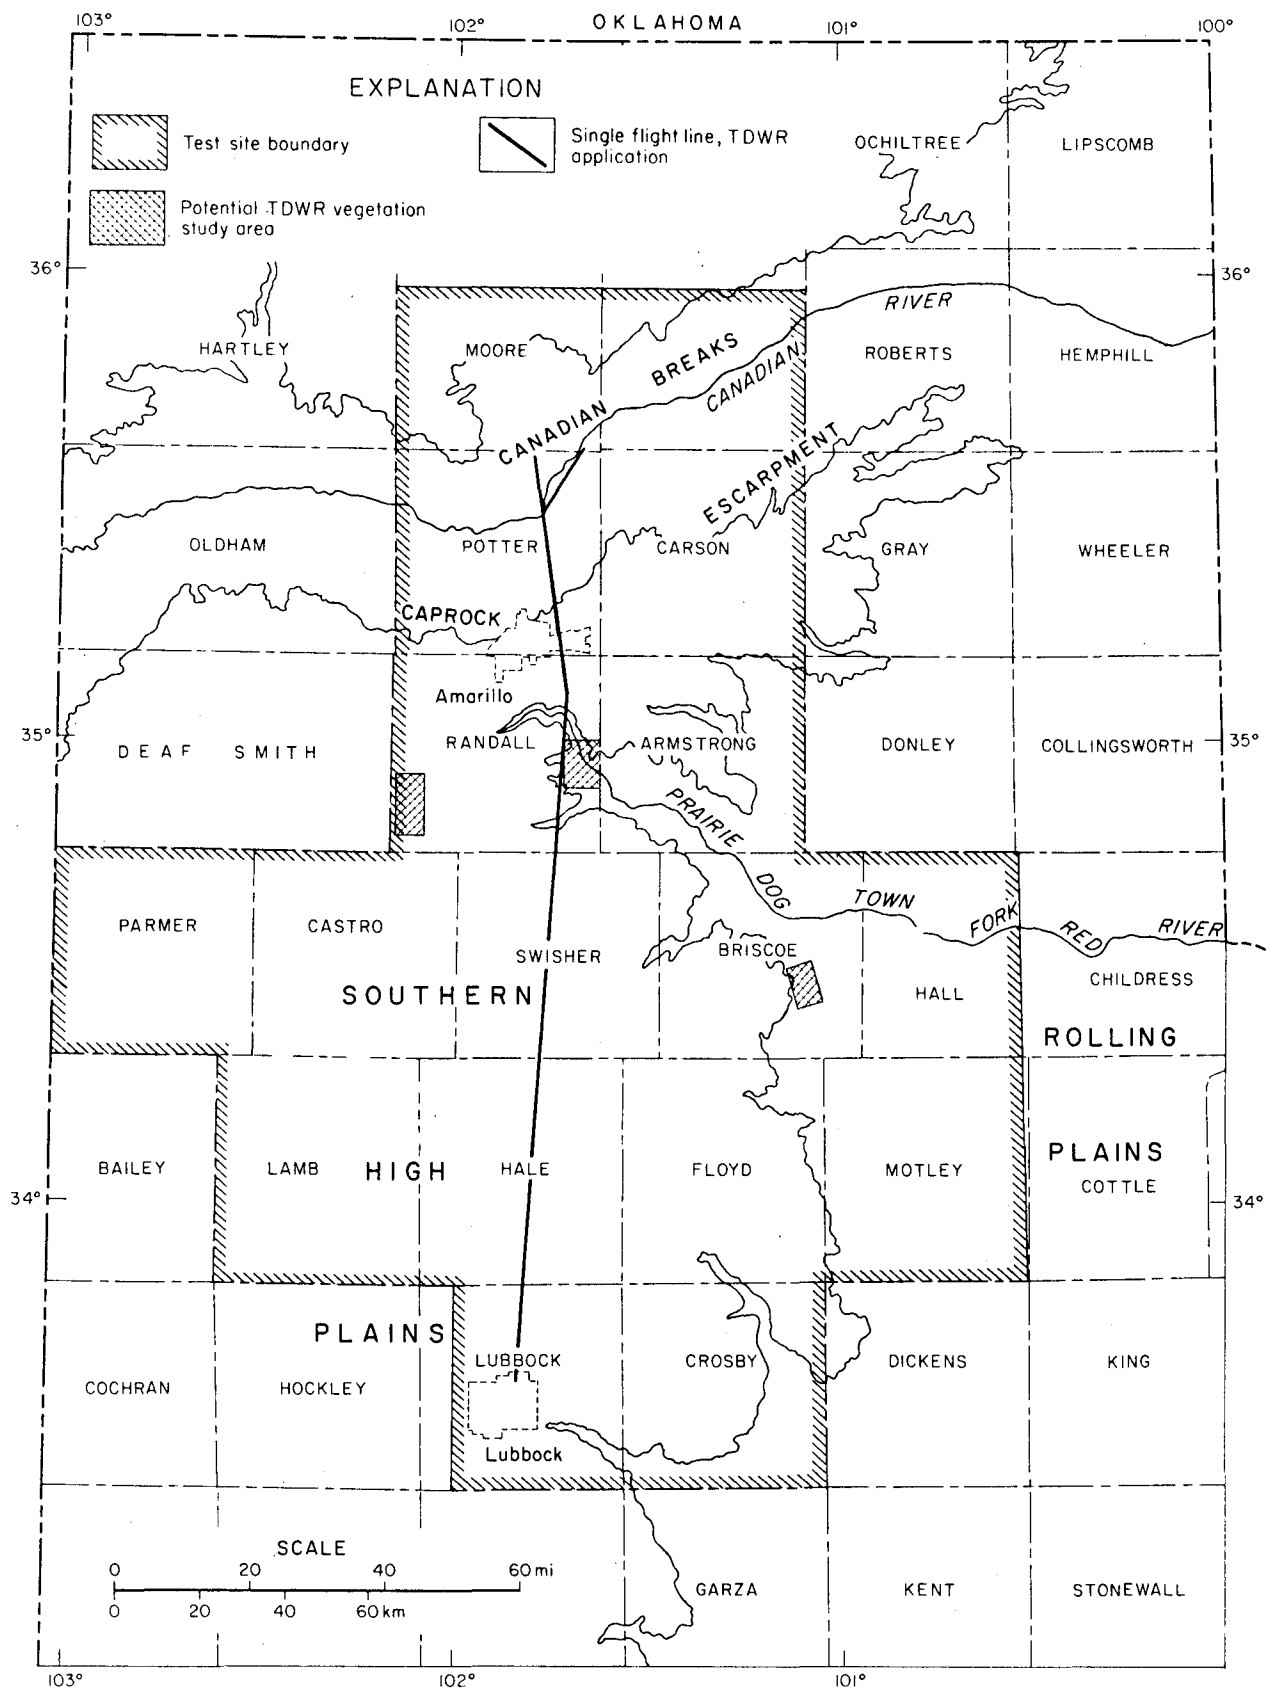 103° 102° OKLAHOMA 101° 100°
EXPLANATION
Test site boundary
Single flight line, TDWR
application
Potential TDWR vegetation
study area
OCHILTREE LIPSCOMB
36° 36°
RIVER
HARTLEY MOORE BREAKS CANADIAN ROBERTS HEMPHILL
CANADIAN
ESCARPMENT
OLDHAM POTTER CARSON GRAY WHEELER
CAPROCK
Amarillo
35° DEAF SMITH RANDALL ARMSTRONG DONLEY COLLINGSWORTH 35°
PRAIRIE
DOG TOWN FORK RED RIVER
PARMER CASTRO SWISHER BRISCOE
SOUTHERN HALL CHILDRESS
ROLLING
BAILEY LAMB HIGH HALE FLOYD MOTLEY PLAINS
COTTLE
34° 34°
PLAINS
LUBBOCK CROSBY DICKENS KING
COCHRAN HOCKLEY
Lubbock
SCALE
0 20 40 60 mi
0 20 40 60 km
GARZA KENT STONEWALL
103° 102° 101°